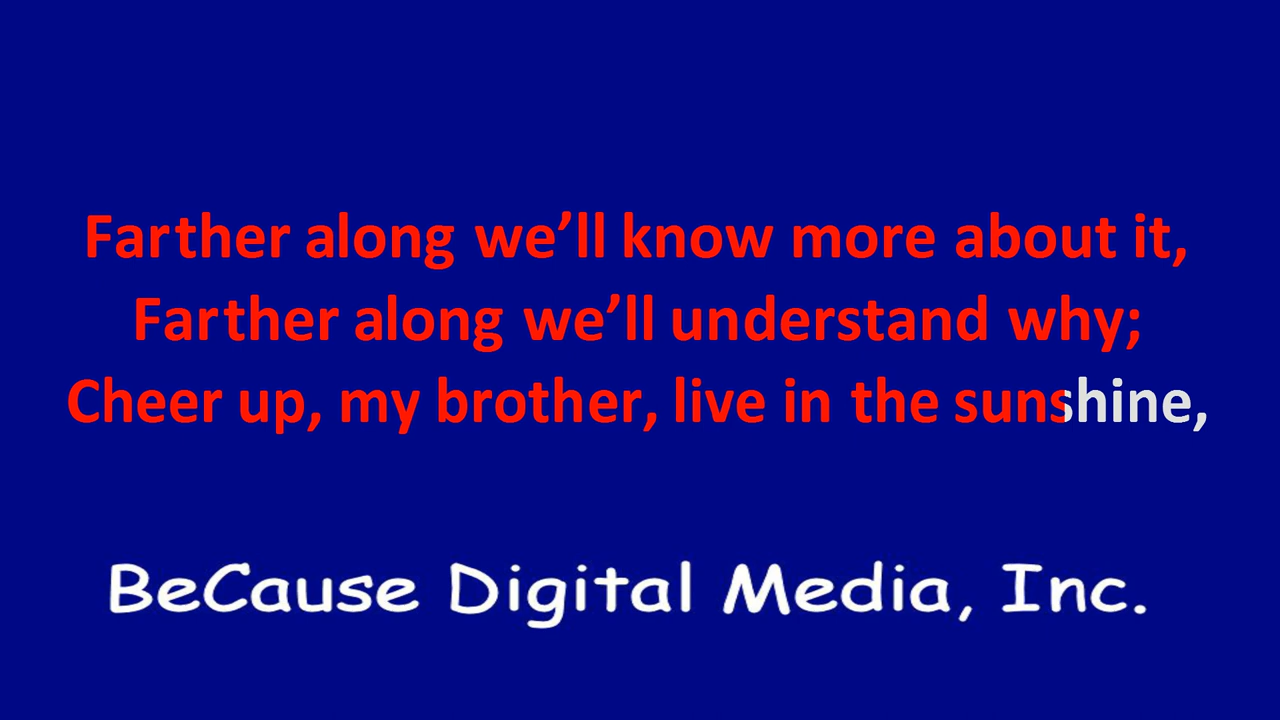 Farther along we’ll know more about it,
Farther along we’ll understand why;
Cheer up, my brother, live in the sunshine,
BeCause Digital Media, Inc.